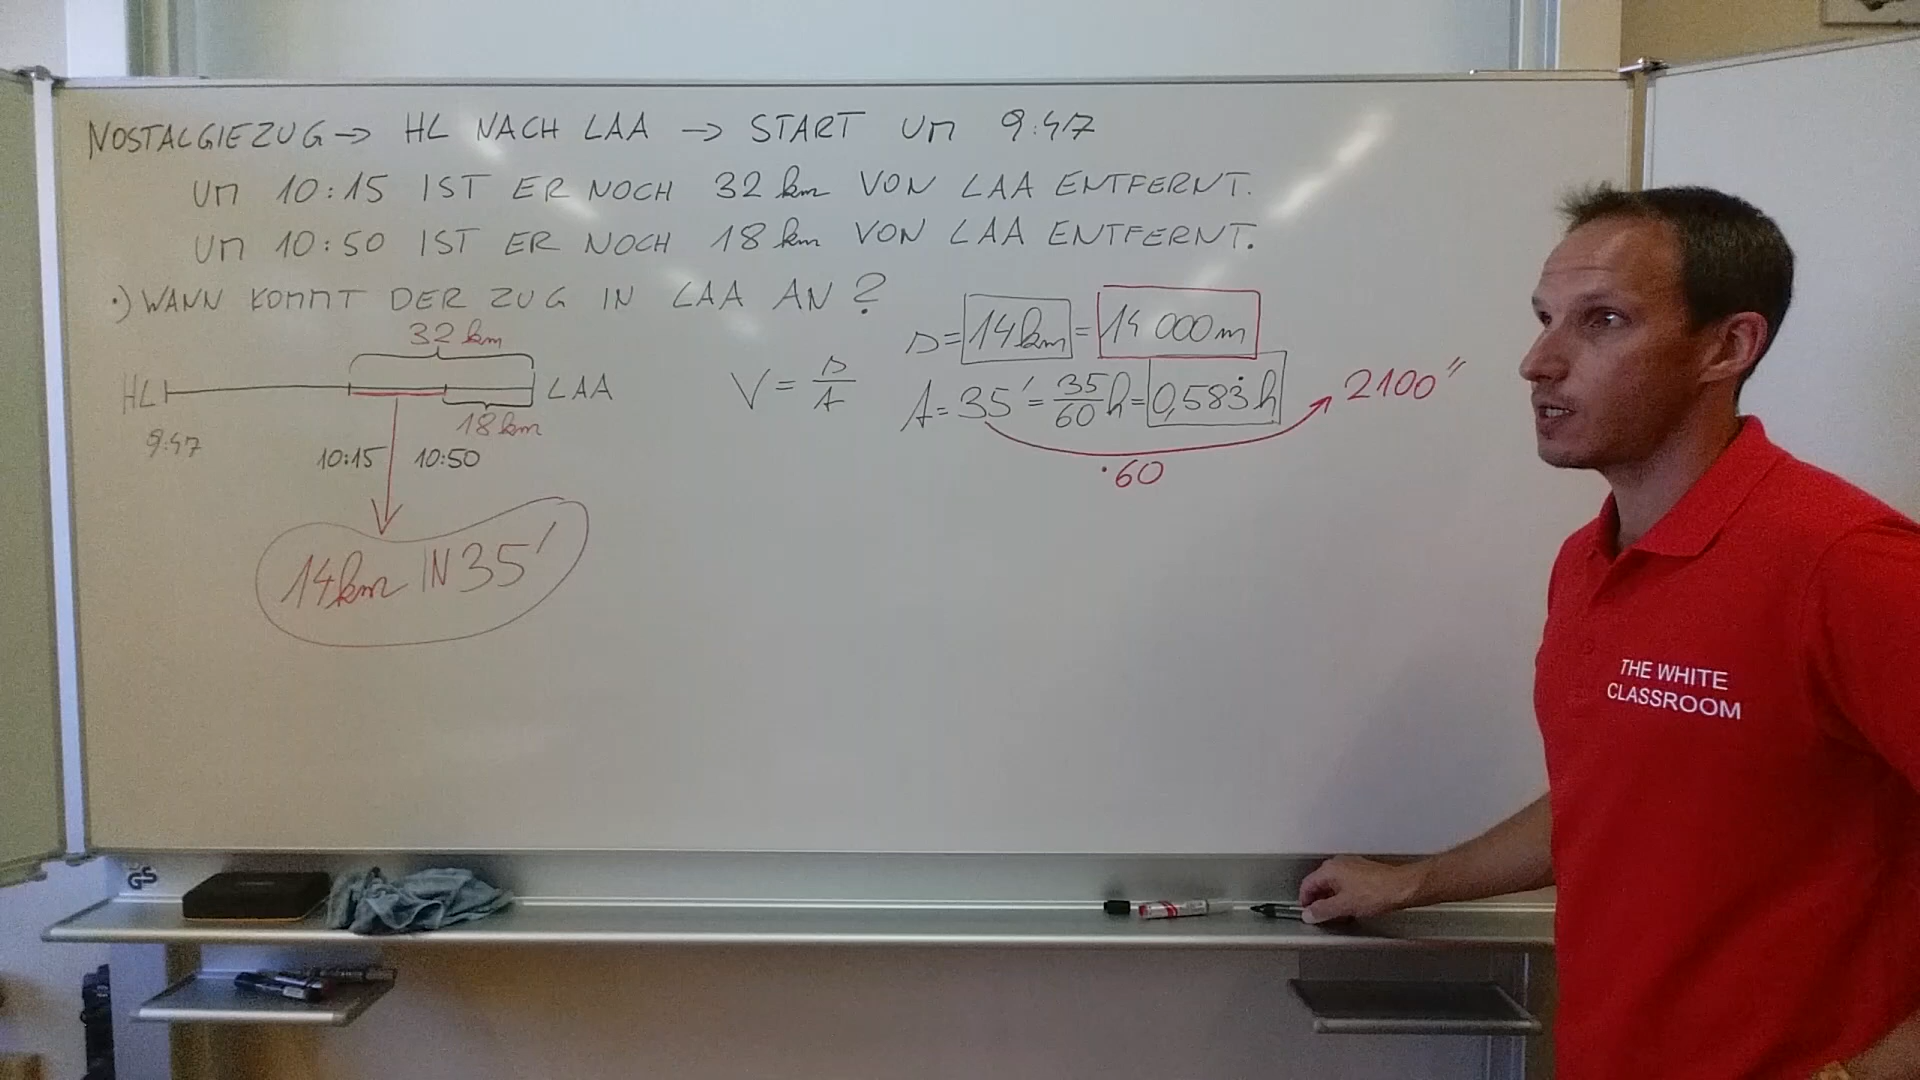 NOSTALGIEZUG → HL NACH LAA → START UM 9:47
UM 10:15 IST ER NOCH 32 km VON LAA ENTFERNT.
UM 10:50 IST ER NOCH 18 km VON LAA ENTFERNT.
·) WANN KOMMT DER ZUG IN LAA AN?
32 km
HL LAA
18 km
9:47
10:15 10:50
14 km IN 35'
V = s/t
s = 14 km = 14 000 m
t = 35' = 35/60 h = 0,583̇ h
2100"
·60
THE WHITE
CLASSROOM
GS